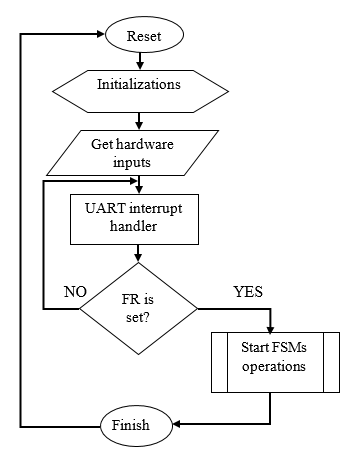 Reset
Initializations
Get hardware
inputs
UART interrupt
handler
NO
FR is
set?
YES
Start FSMs
operations
Finish